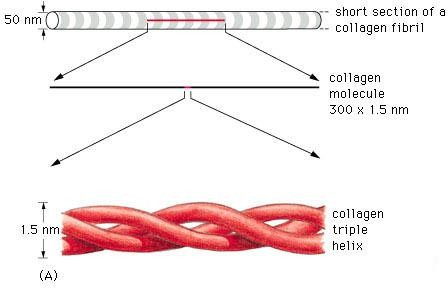 50 nm
short section of a
collagen fibril
collagen
molecule
300 x 1.5 nm
1.5 nm
collagen
triple
helix
(A)